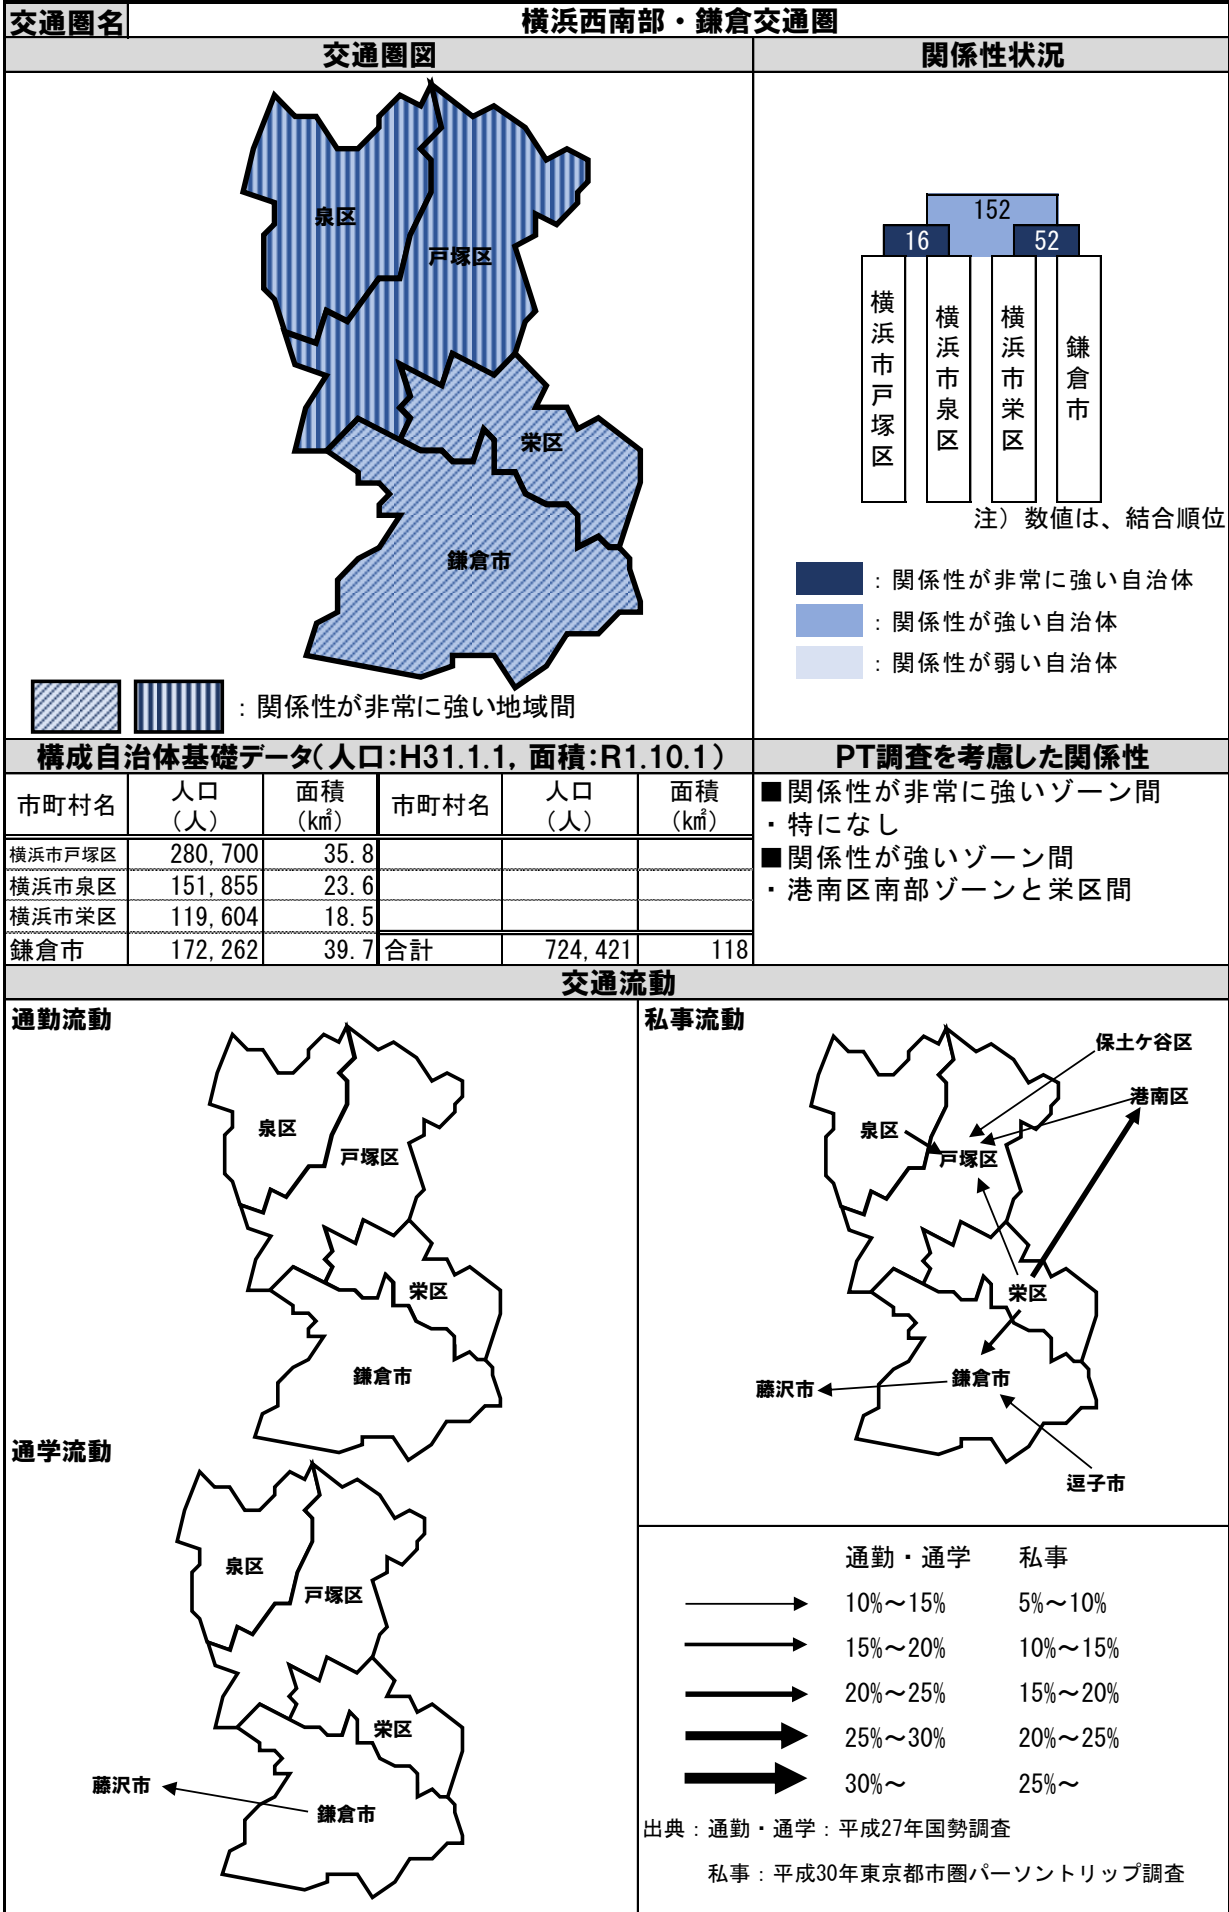 交通圏名 横浜西南部・鎌倉交通圏
交通圏図
関係性状況
泉区
戸塚区
栄区
鎌倉市
：関係性が非常に強い地域間
152
16 52
横浜市戸塚区
横浜市泉区
横浜市栄区
鎌倉市
注）数値は、結合順位
：関係性が非常に強い自治体
：関係性が強い自治体
：関係性が弱い自治体
構成自治体基礎データ（人口：H31.1.1, 面積：R1.10.1）
市町村名 人口（人） 面積（k㎡） 市町村名 人口（人） 面積（k㎡）
横浜市戸塚区 280,700 35.8
横浜市泉区 151,855 23.6
横浜市栄区 119,604 18.5
鎌倉市 172,262 39.7 合計 724,421 118
PT調査を考慮した関係性
■関係性が非常に強いゾーン間
・特になし
■関係性が強いゾーン間
・港南区南部ゾーンと栄区間
交通流動
通勤流動
泉区
戸塚区
栄区
鎌倉市
通学流動
泉区
戸塚区
栄区
藤沢市
鎌倉市
私事流動
保土ケ谷区
港南区
泉区
戸塚区
栄区
鎌倉市
藤沢市
逗子市
通勤・通学 私事
10%～15% 5%～10%
15%～20% 10%～15%
20%～25% 15%～20%
25%～30% 20%～25%
30%～ 25%～
出典：通勤・通学：平成27年国勢調査
私事：平成30年東京都市圏パーソントリップ調査